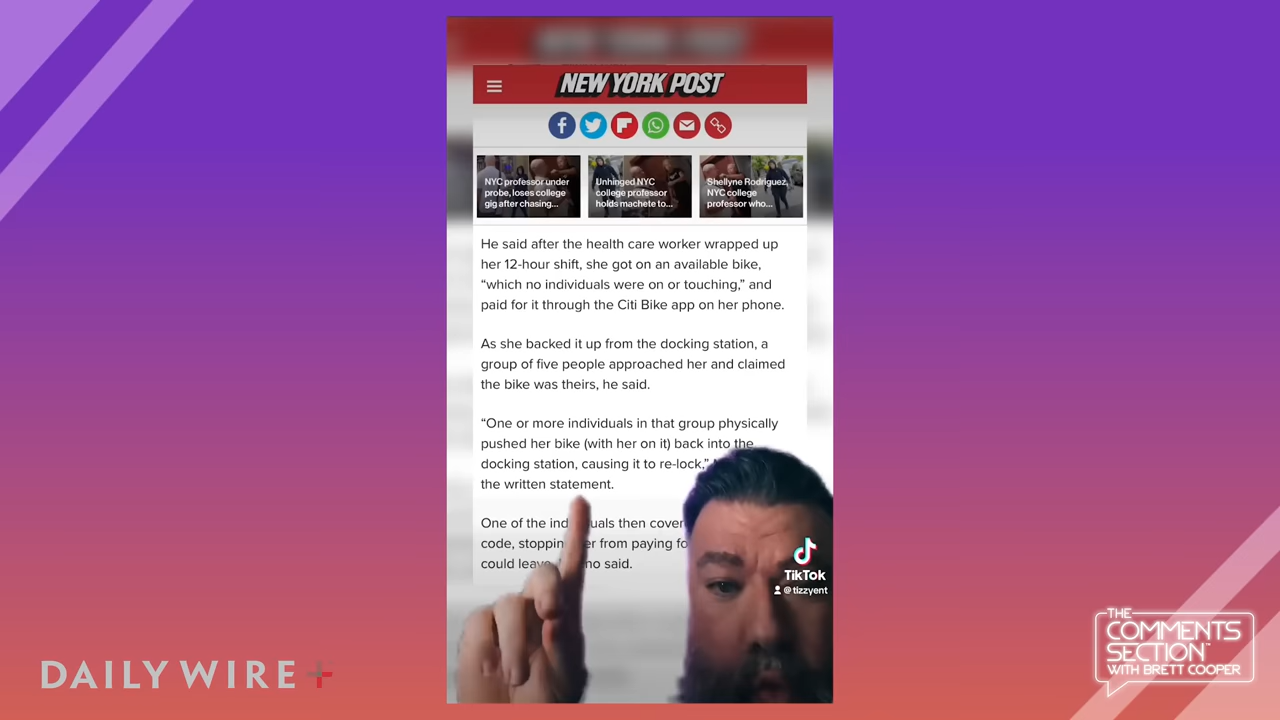 NEW YORK POST
NYC professor under
probe, loses college
gig after chasing...
Unhinged NYC
college professor
holds machete to...
Shellyne Rodriguez,
NYC college
professor who...
He said after the health care worker wrapped up
her 12-hour shift, she got on an available bike,
“which no individuals were on or touching,” and
paid for it through the Citi Bike app on her phone.
As she backed it up from the docking station, a
group of five people approached her and claimed
the bike was theirs, he said.
“One or more individuals in that group physically
pushed her bike (with her on it) back into the
docking station, causing it to re-lock,”
the written statement.
One of the ind uals then cover
code, stoppin er from paying fo
could leave no said.
TikTok
@tizzyent
DAILY WIRE +
THE
COMMENTS
SECTION™
WITH BRETT COOPER